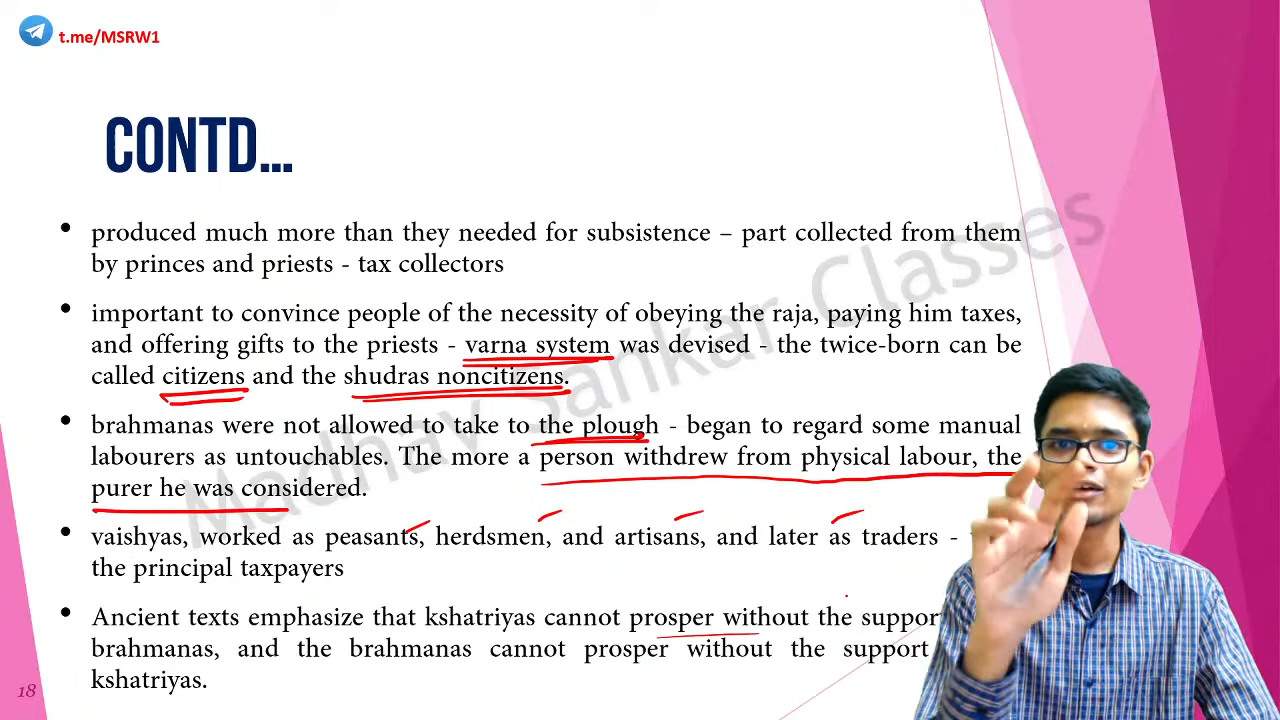 t.me/MSRW1
CONTD...
• produced much more than they needed for subsistence – part collected from them
by princes and priests - tax collectors
• important to convince people of the necessity of obeying the raja, paying him taxes,
and offering gifts to the priests - varna system was devised - the twice-born can be
called citizens and the shudras noncitizens.
• brahmanas were not allowed to take to the plough - began to regard some manual
labourers as untouchables. The more a person withdrew from physical labour, the
purer he was considered.
• vaishyas, worked as peasants, herdsmen, and artisans, and later as traders -
the principal taxpayers
• Ancient texts emphasize that kshatriyas cannot prosper without the support
brahmanas, and the brahmanas cannot prosper without the support
kshatriyas.
18
Madhav Sankar Classes